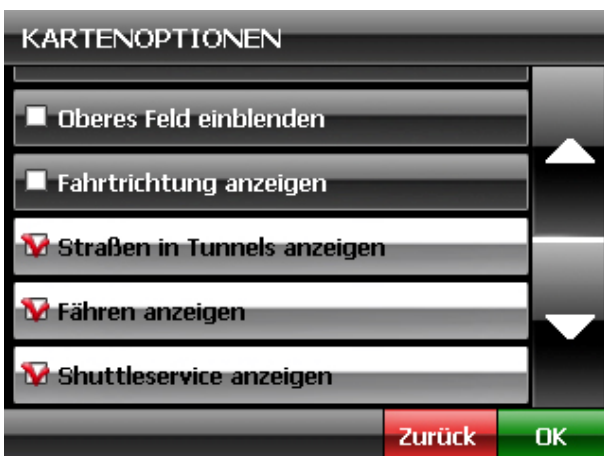 KARTENOPTIONEN
Oberes Feld einblenden
Fahrtrichtung anzeigen
Straßen in Tunnels anzeigen
Fähren anzeigen
Shuttleservice anzeigen
Zurück OK